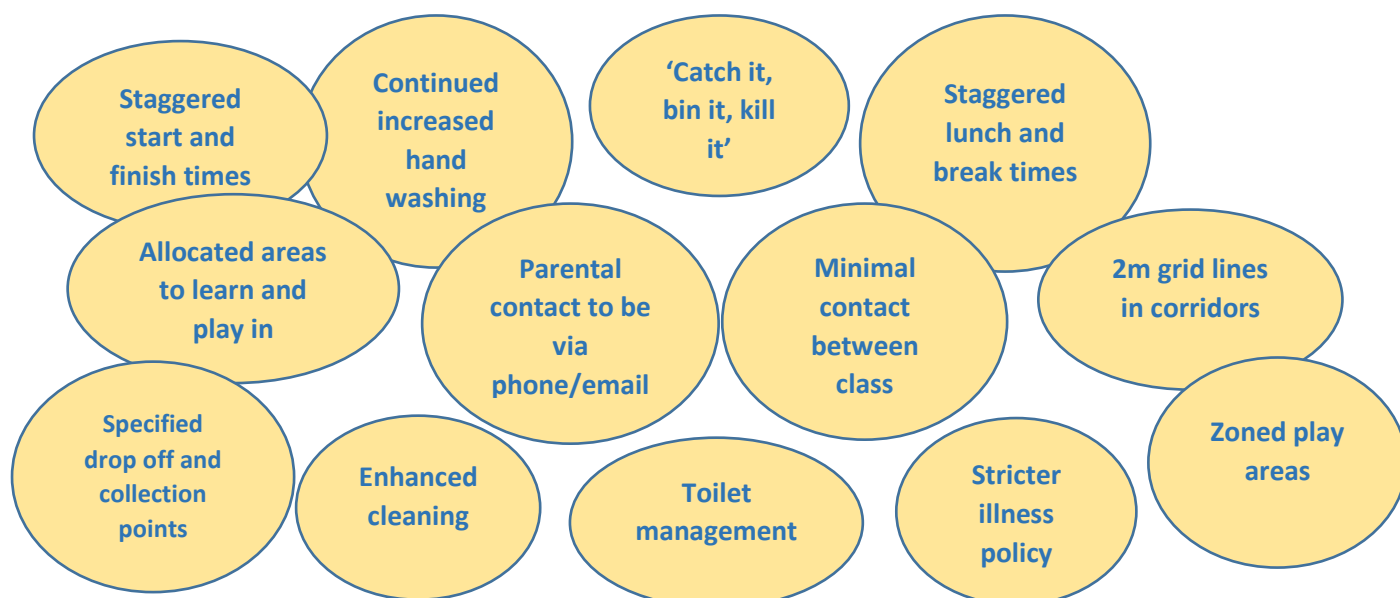 Staggered
start and
finish times
Continued
increased
hand
washing
‘Catch it,
bin it, kill
it’
Staggered
lunch and
break times
Allocated areas
to learn and
play in
Parental
contact to be
via
phone/email
Minimal
contact
between
class
2m grid lines
in corridors
Specified
drop off and
collection
points
Enhanced
cleaning
Toilet
management
Stricter
illness
policy
Zoned play
areas